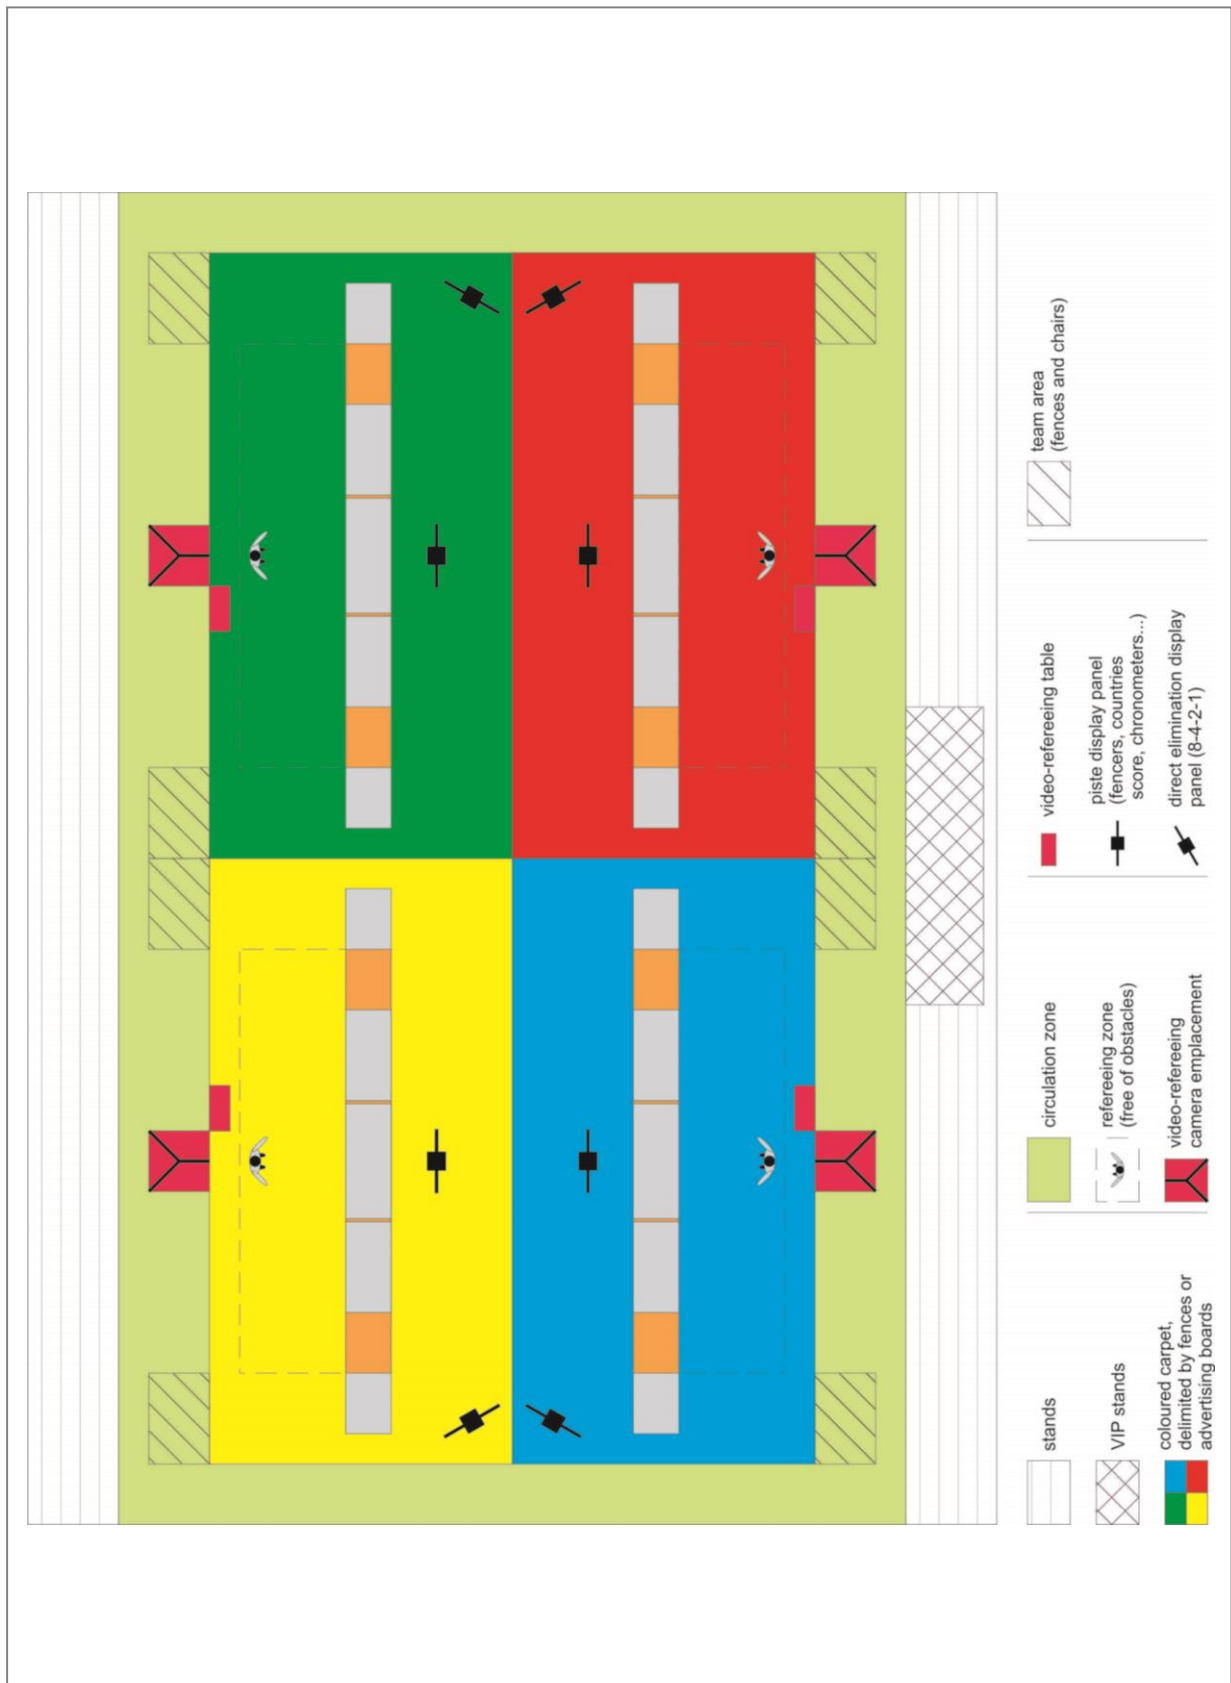 stands
VIP stands
coloured carpet,
delimited by fences or
advertising boards
circulation zone
refereeing zone
(free of obstacles)
video-refereeing
camera emplacement
video-refereeing table
piste display panel
(fencers, countries
score, chronometers...)
direct elimination display
panel (8-4-2-1)
team area
(fences and chairs)